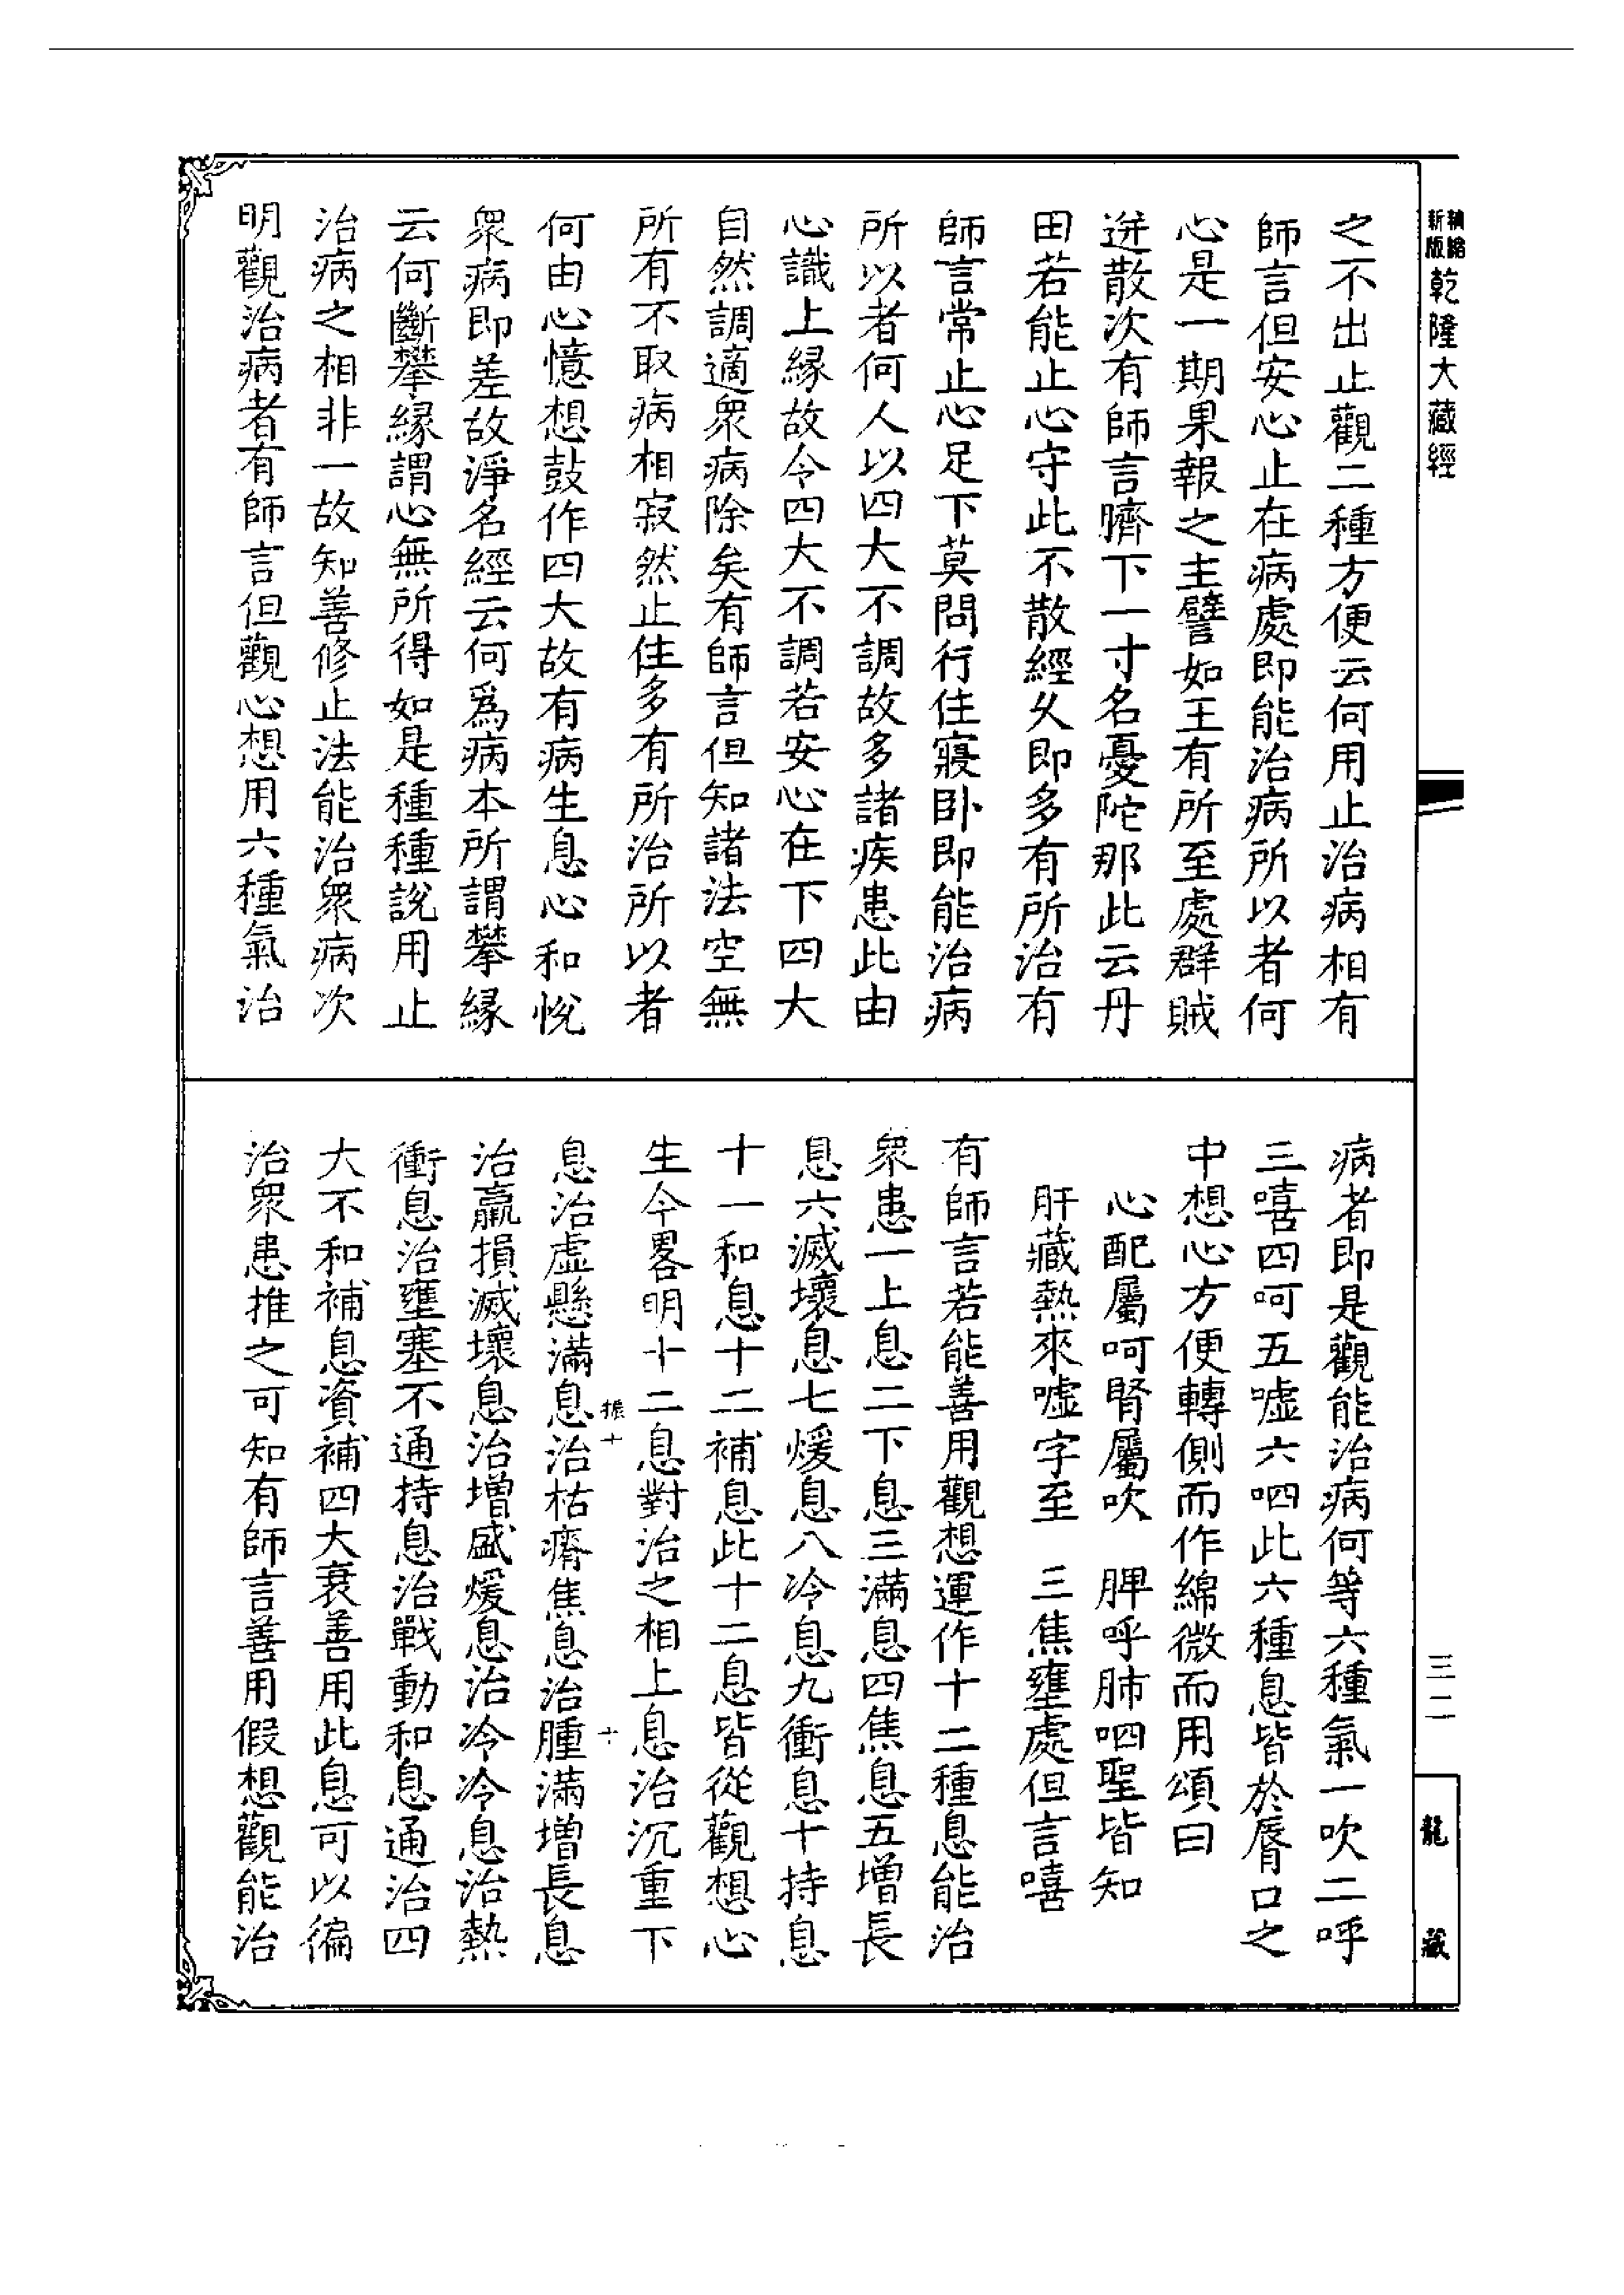 新版
縮
乾隆大藏經
之不出止觀二種方便云何用止治病相有
師言但安心止在病處即能治病所以者何
心是一期果報之主譬如王有所至處群賊
迸散次有師言臍下一寸名憂陀那此云丹
田若能止心守此不散經久即多有所治有
師言常止心足下莫問行住寢卧即能治病
所以者何人以四大不調故多諸疾患此由
心識上縁故令四大不調若安心在下四大
自然調適衆病除矣有師言但知諸法空無
所有不取病相寂然止住多有所治所以者
何由心憶想鼓作四大故有病生息心和悅
衆病即差故淨名經云何爲病本所謂攀縁
云何斷攀縁謂心無所得如是種種說用止
治病之相非一故知善修止法能治衆病次
明觀治病者有師言但觀心想用六種氣治
病者即是觀能治病何等六種氣一吹二呼
三嘻四呵五噓六呬此六種息皆於脣口之
中想心方便轉側而作綿微而用頌曰
心配屬呵腎屬吹　脾呼肺呬聖皆知
肝藏熱來噓字至　三焦壅處但言嘻
有師言若能善用觀想運作十二種息能治
衆患一上息二下息三滿息四焦息五增長
息六滅壞息七煖息八冷息九衝息十持息
十一和息十二補息此十二息皆從觀想心
生今畧明十二息對治之相上息治沉重下
息治虛懸滿息治枯瘠焦息治腫滿增長息
治羸損滅壞息治增盛煖息治冷冷息治熱
衝息治壅塞不通持息治戰動和息通治四
大不和補息資補四大衰善用此息可以徧
治衆患推之可知有師言善用假想觀能治
十
十
三二
龍藏